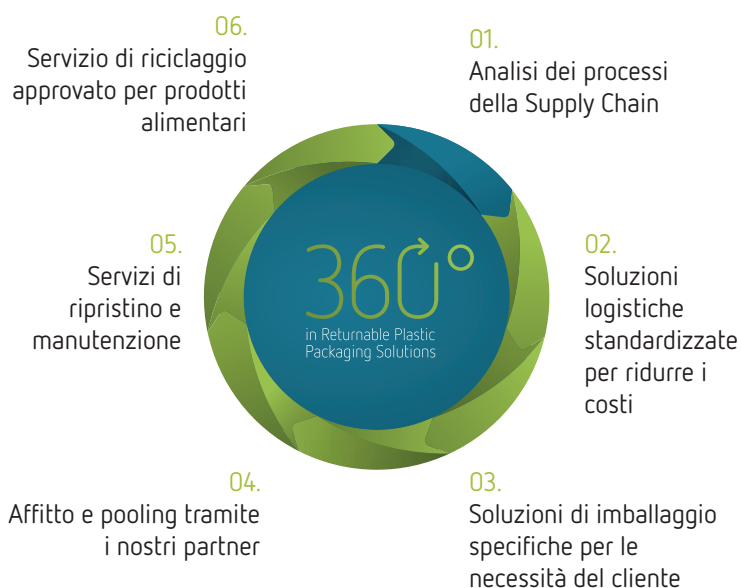 01.
Analisi dei processi
della Supply Chain
02.
Soluzioni
logistiche
standardizzate
per ridurre i
costi
03.
Soluzioni di imballaggio
specifiche per le
necessità del cliente
04.
Affitto e pooling tramite
i nostri partner
05.
Servizi di
ripristino e
manutenzione
06.
Servizio di riciclaggio
approvato per prodotti
alimentari
360°
in Returnable Plastic
Packaging Solutions